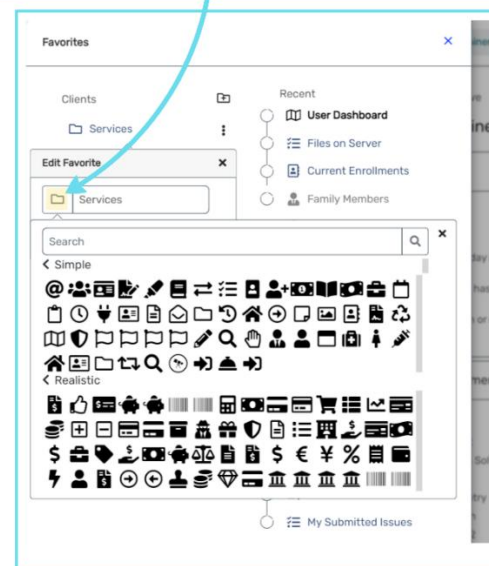 Favorites
Clients
Services
Edit Favorite
Services
Search
Simple
Realistic
Recent
User Dashboard
Files on Server
Current Enrollments
Family Members
My Submitted Issues